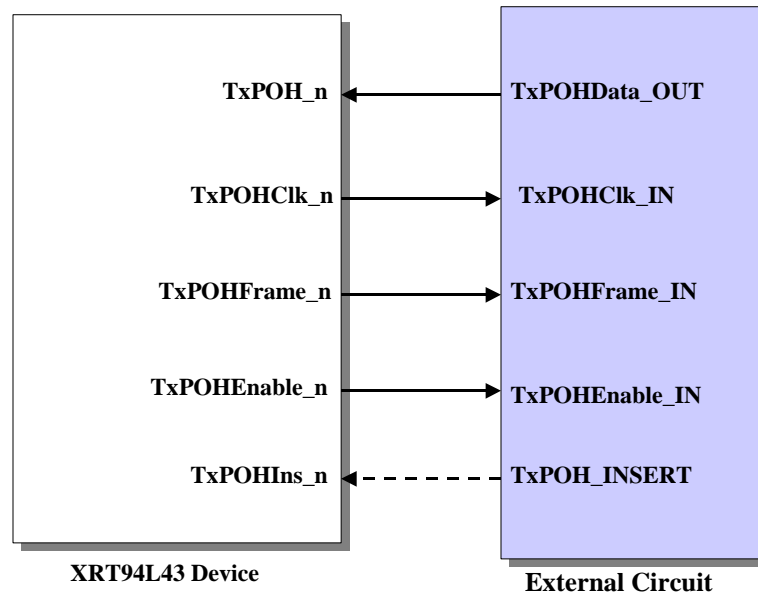 TxPOH_n TxPOHData_OUT
TxPOHClk_n TxPOHClk_IN
TxPOHFrame_n TxPOHFrame_IN
TxPOHEnable_n TxPOHEnable_IN
TxPOHIns_n TxPOH_INSERT
XRT94L43 Device External Circuit